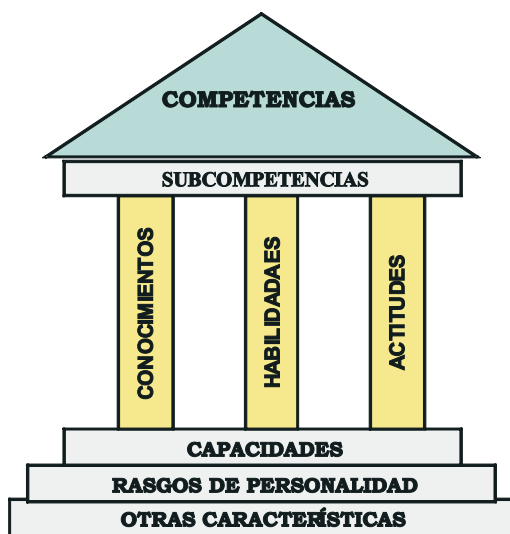 COMPETENCIAS
SUBCOMPETENCIAS
CONOCIMIENTOS
HABILIDADAES
ACTITUDES
CAPACIDADES
RASGOS DE PERSONALIDAD
OTRAS CARACTERÍSTICAS